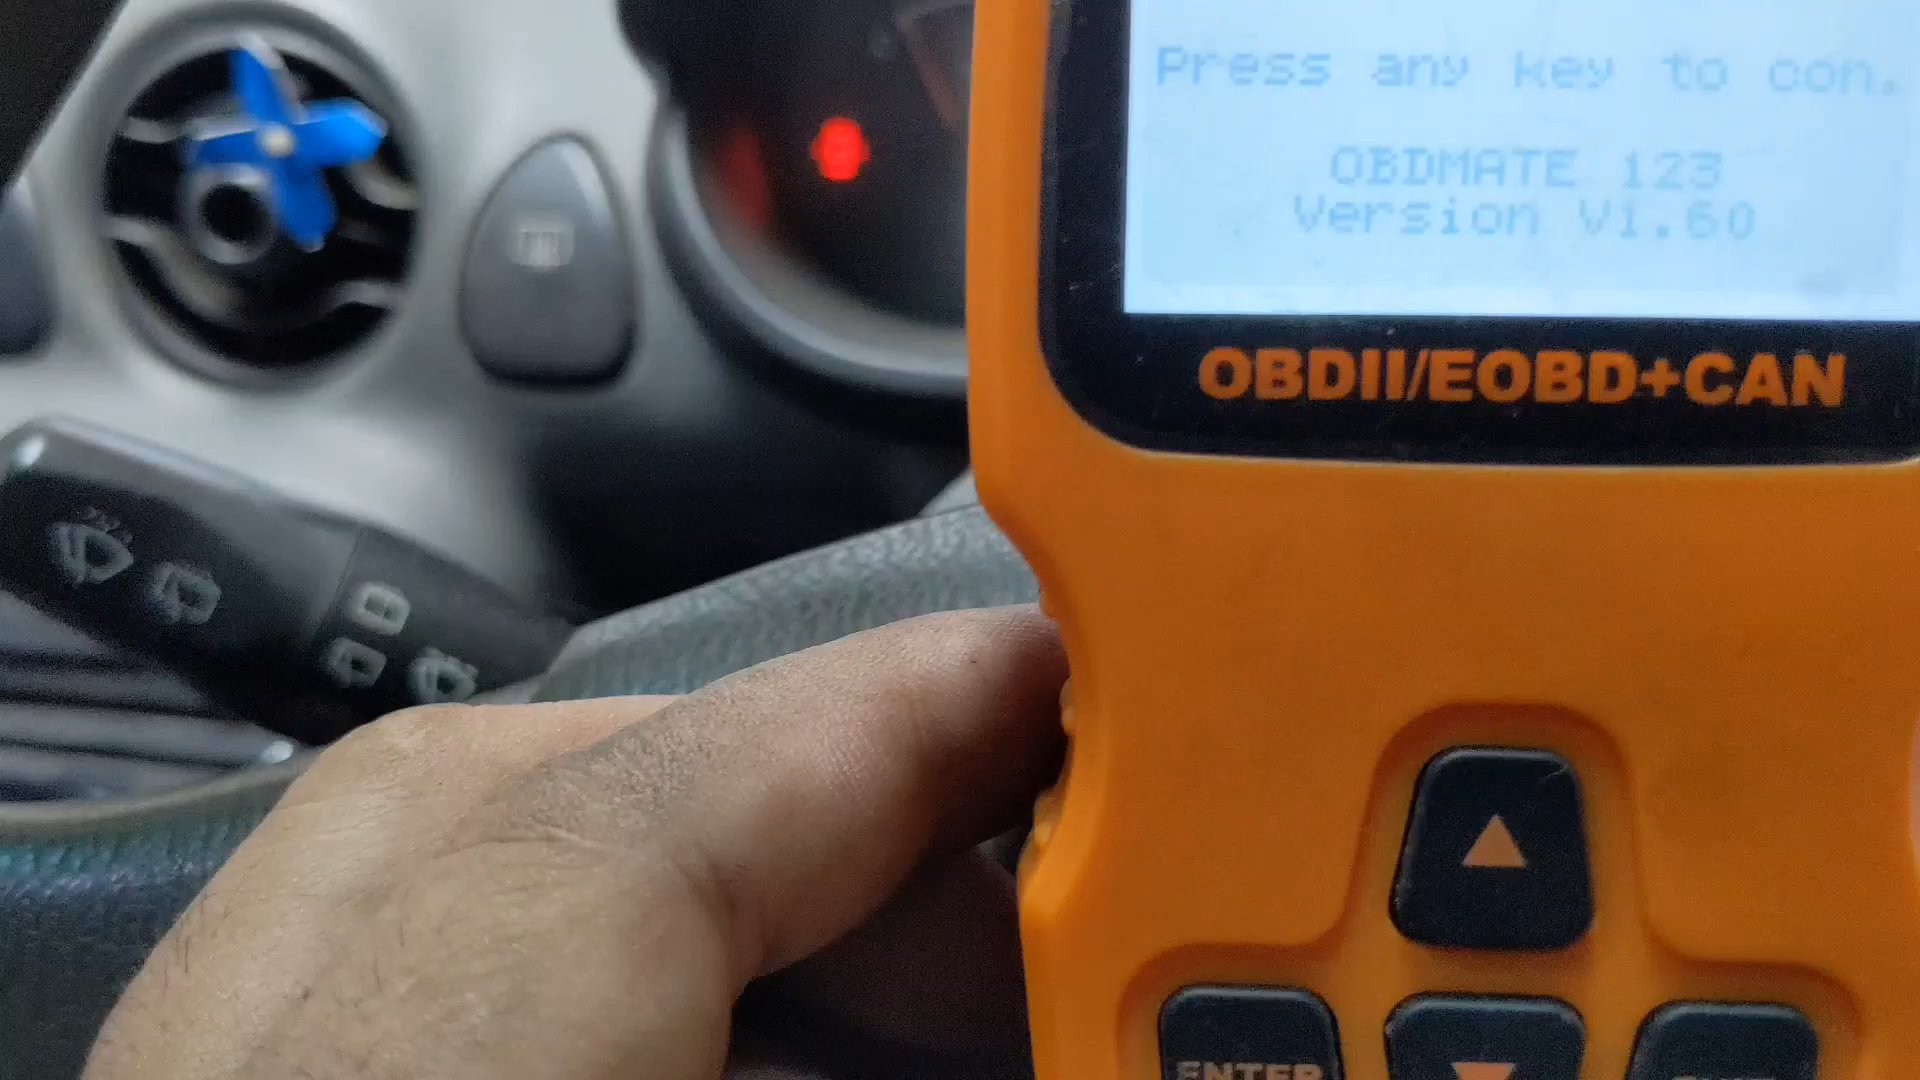 Press any key to con.
OBDMATE 123
Version V1.60
OBDII/EOBD+CAN
ENTER